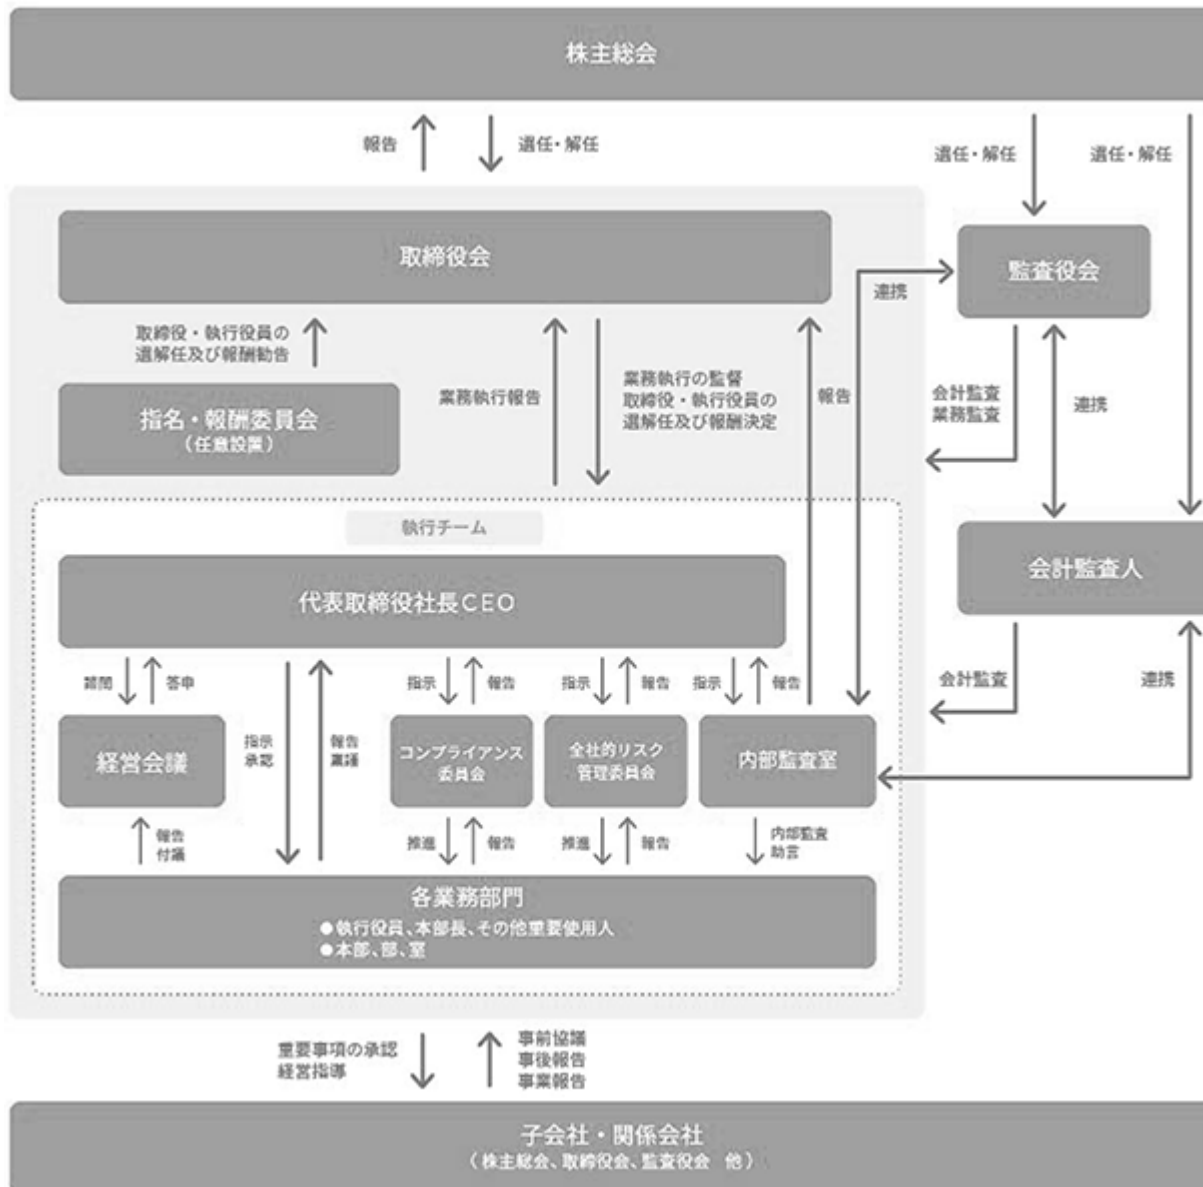 株主総会
報告
選任・解任
選任・解任
選任・解任
取締役会
監査役会
連携
取締役・執行役員の
選解任及び報酬勧告
業務執行報告
業務執行の監督
取締役・執行役員の
選解任及び報酬決定
報告
会計監査
業務監査
連携
指名・報酬委員会
(任意設置)
執行チーム
代表取締役社長CEO
会計監査人
諮問
答申
指示
報告
指示
報告
指示
報告
会計監査
連携
経営会議
指示
承認
報告
稟議
コンプライアンス
委員会
全社的リスク
管理委員会
内部監査室
報告
付議
推進
報告
推進
報告
内部監査
助言
各業務部門
●執行役員、本部長、その他重要使用人
●本部、部、室
重要事項の承認
経営指導
事前協議
事後報告
事業報告
子会社・関係会社
(株主総会、取締役会、監査役会 他)